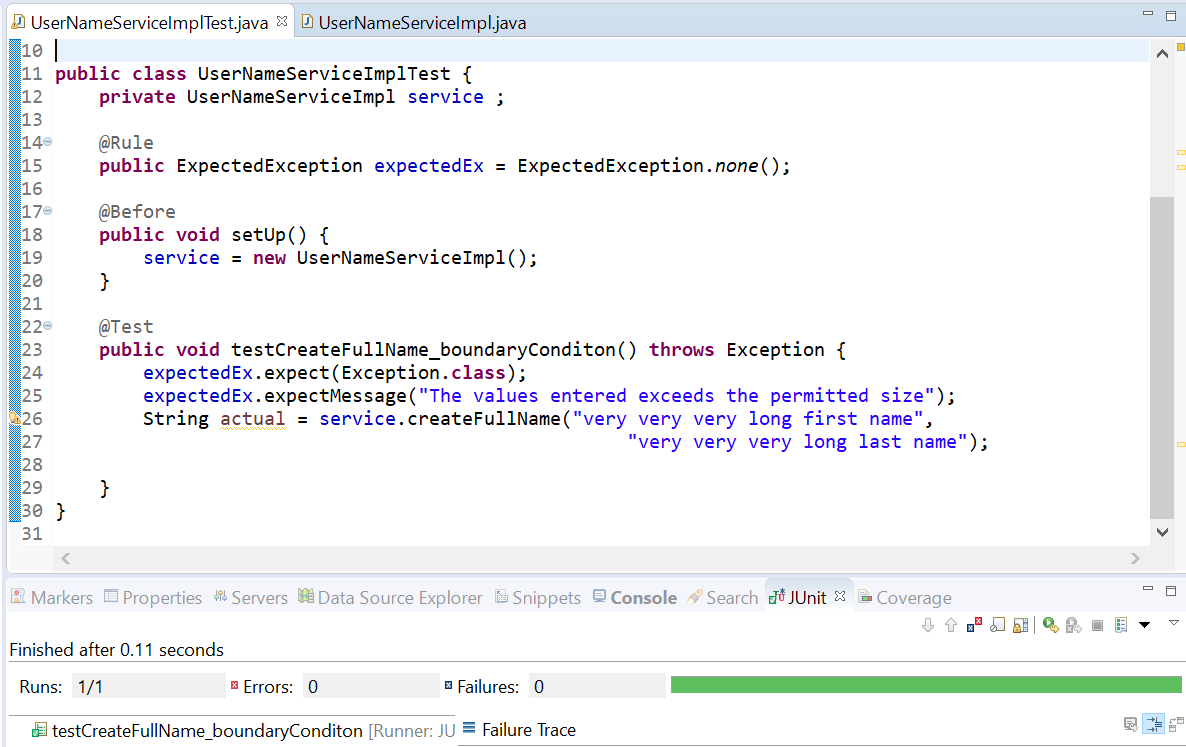 UserNameServiceImplTest.java UserNameServiceImpl.java
10
11 public class UserNameServiceImplTest {
12 private UserNameServiceImpl service ;
13
14 @Rule
15 public ExpectedException expectedEx = ExpectedException.none();
16
17 @Before
18 public void setUp() {
19 service = new UserNameServiceImpl();
20 }
21
22 @Test
23 public void testCreateFullName_boundaryConditon() throws Exception {
24 expectedEx.expect(Exception.class);
25 expectedEx.expectMessage("The values entered exceeds the permitted size");
26 String actual = service.createFullName("very very very long first name",
27 "very very very long last name");
28
29 }
30 }
31
Markers Properties Servers Data Source Explorer Snippets Console Search JUnit Coverage
Finished after 0.11 seconds
Runs: 1/1 Errors: 0 Failures: 0
testCreateFullName_boundaryConditon [Runner: JU Failure Trace